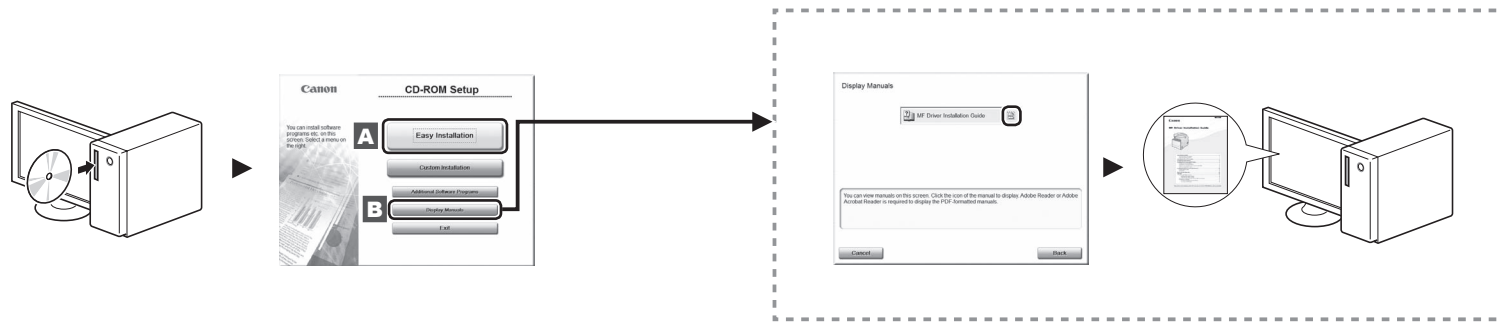 Canon
CD-ROM Setup
You can install software
programs etc. on this
screen. Select a menu on
the right.
A
Easy Installation
Custom Installation
Additional Software Programs
B
Display Manuals
Exit
Display Manuals
MF Driver Installation Guide
You can view manuals on this screen. Click the icon of the manual to display. Adobe Reader or Adobe
Acrobat Reader is required to display the PDF-formatted manuals.
Cancel
Back
Canon
MF Driver Installation Guide